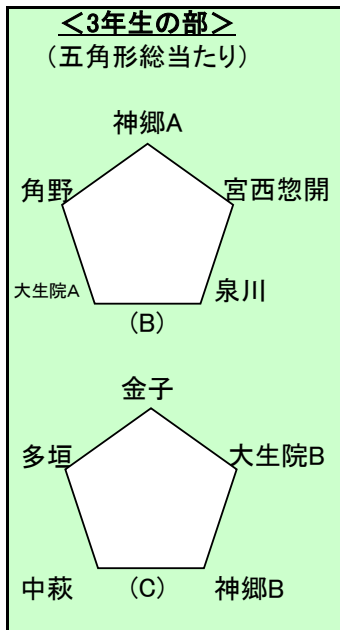 ＜3年生の部＞
（五角形総当たり）
神郷A
角野
宮西惣開
大生院A
泉川
(B)
金子
多垣
大生院B
中萩
(C)
神郷B